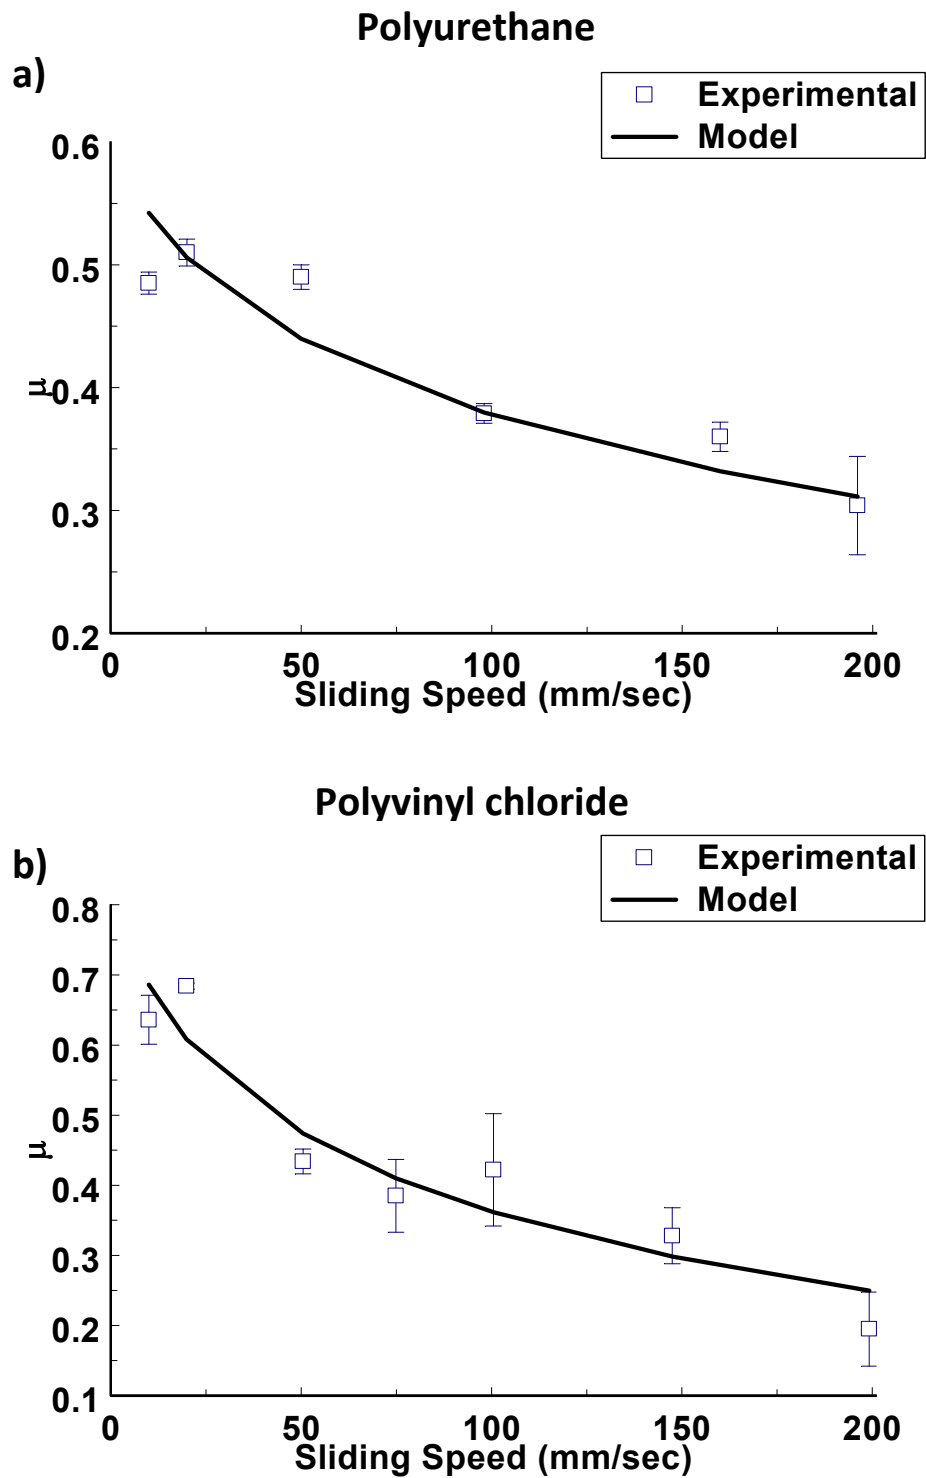 Polyurethane
a)
Experimental
Model
0.6
0.5
0.4
0.3
0.2
μ
0 50 100 150 200
Sliding Speed (mm/sec)
Polyvinyl chloride
b)
Experimental
Model
0.8
0.7
0.6
0.5
0.4
0.3
0.2
0.1
μ
0 50 100 150 200
Sliding Speed (mm/sec)